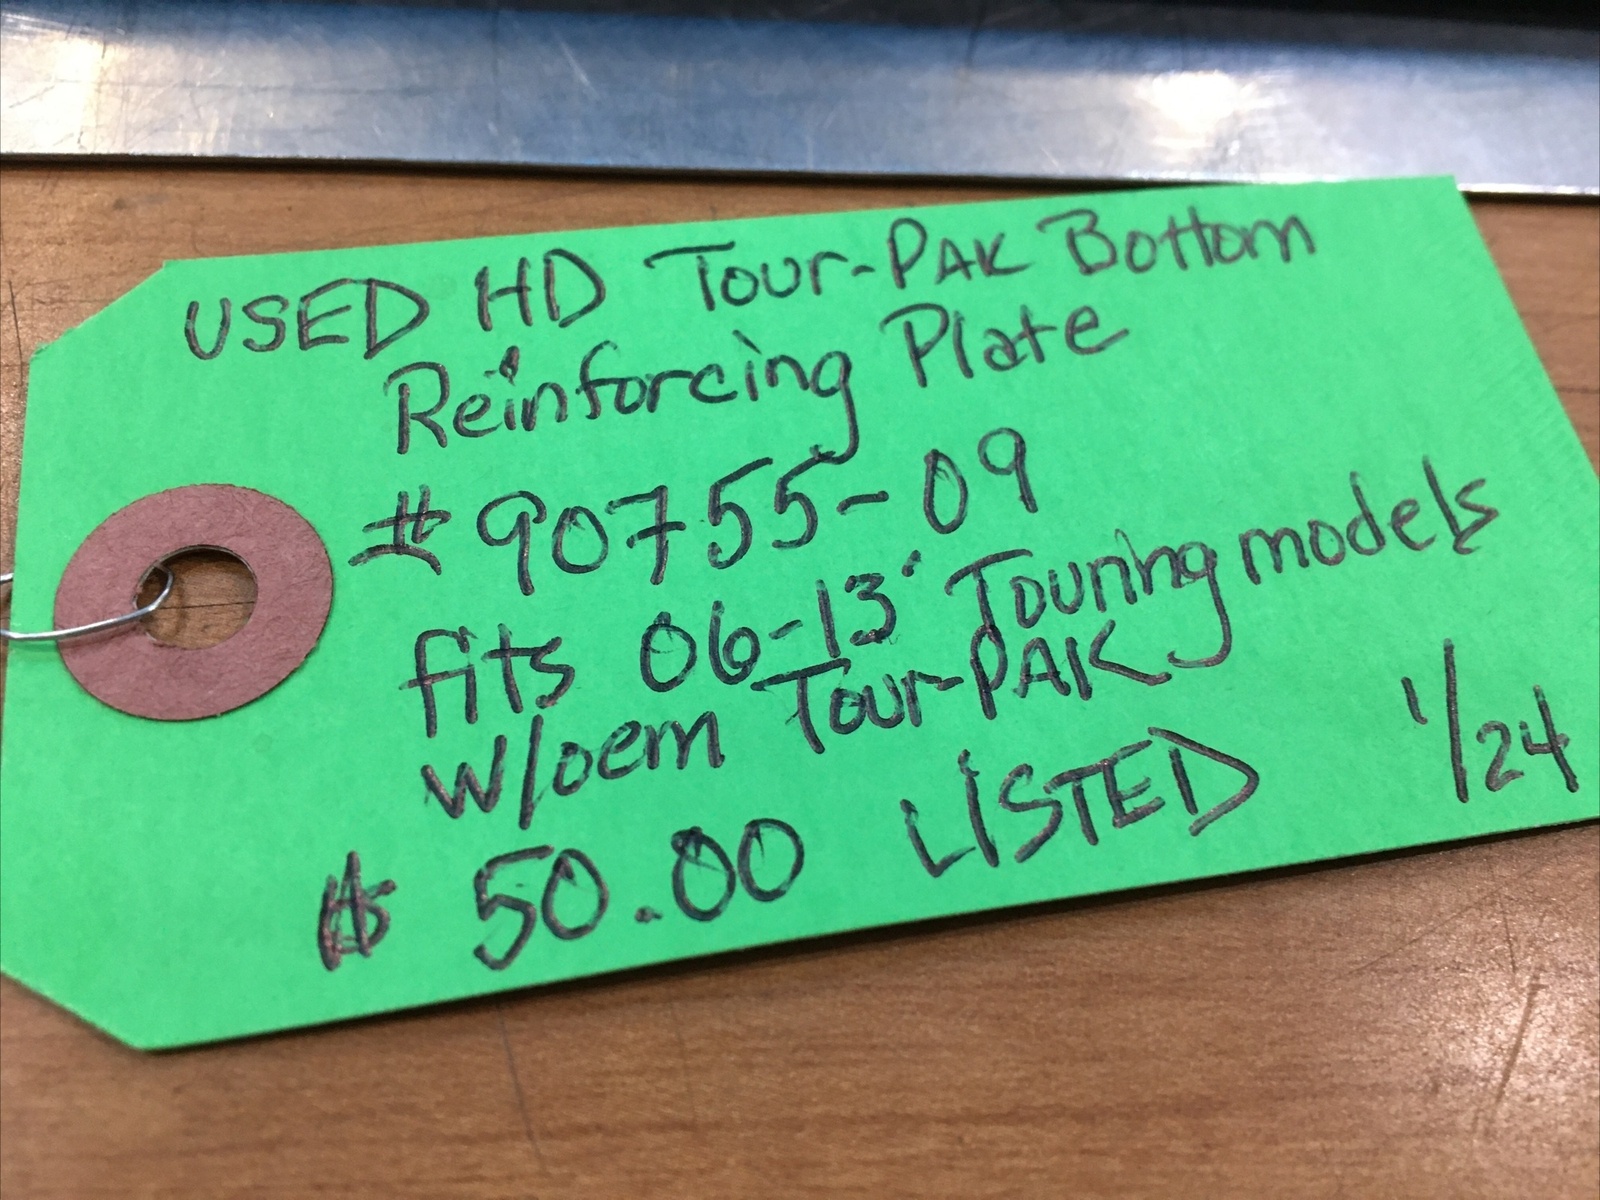 USED HD Tour-PAK Bottom
Reinforcing Plate
#90755-09
fits 06-13' Touring models
w/oem Tour-PAK
$50.00 LISTED 1/24